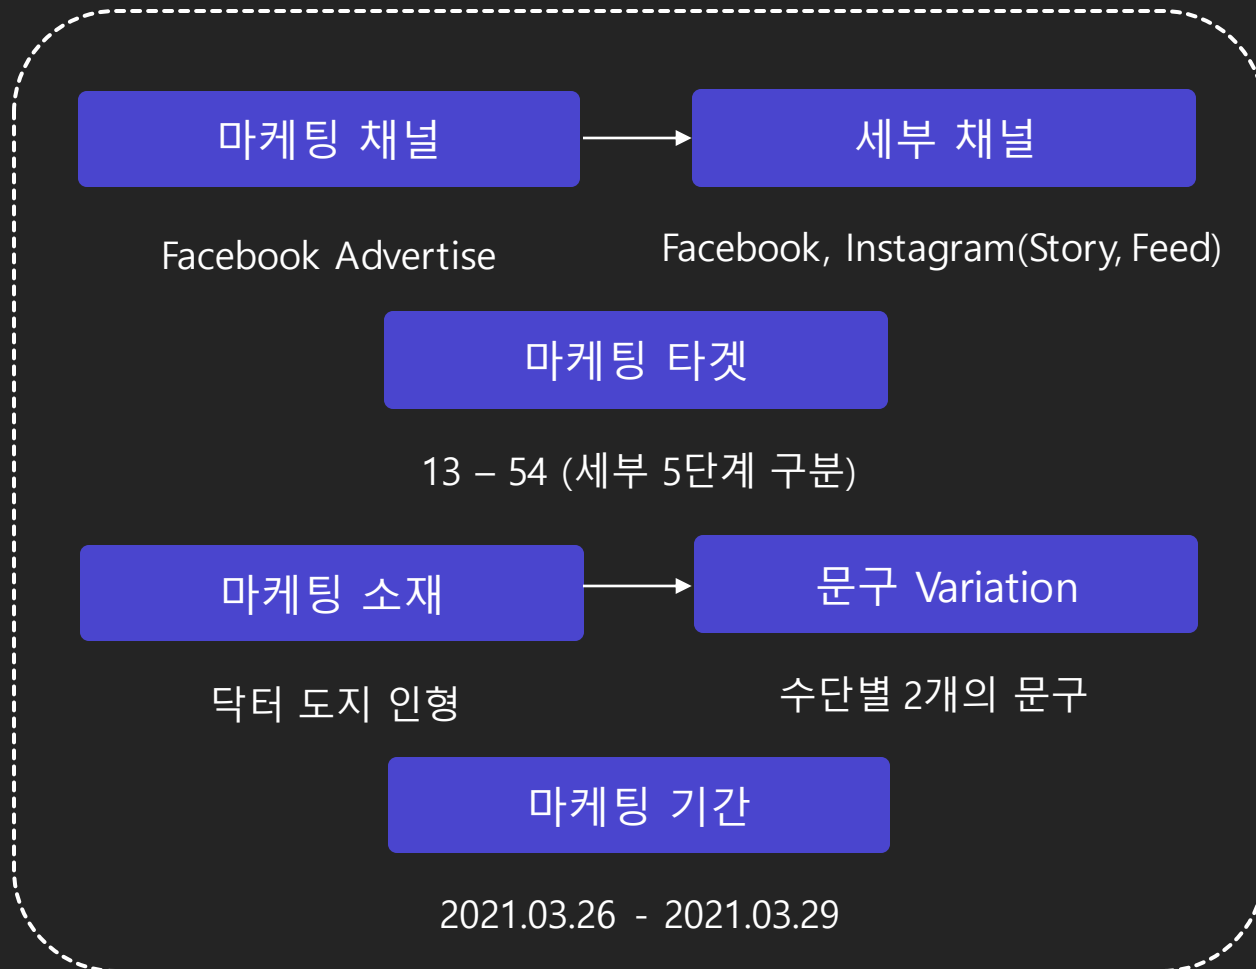 마케팅 채널
세부 채널
Facebook Advertise
Facebook, Instagram(Story, Feed)
마케팅 타겟
13 – 54 (세부 5단계 구분)
마케팅 소재
문구 Variation
닥터 도지 인형
수단별 2개의 문구
마케팅 기간
2021.03.26 - 2021.03.29